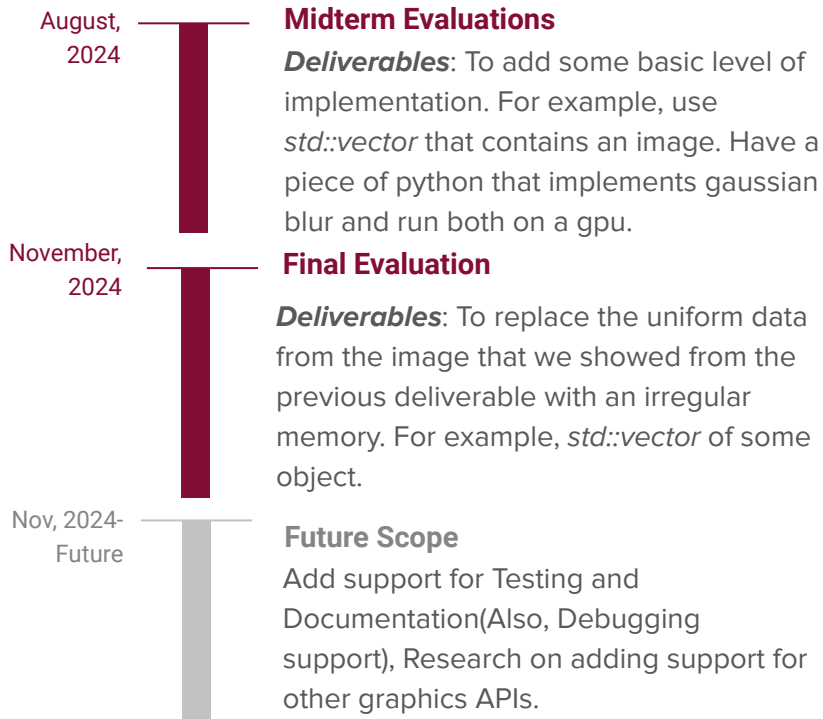 August,
2024
Midterm Evaluations
Deliverables: To add some basic level of
implementation. For example, use
std::vector that contains an image. Have a
piece of python that implements gaussian
blur and run both on a gpu.
November,
2024
Final Evaluation
Deliverables: To replace the uniform data
from the image that we showed from the
previous deliverable with an irregular
memory. For example, std::vector of some
object.
Nov, 2024-
Future
Future Scope
Add support for Testing and
Documentation(Also, Debugging
support), Research on adding support for
other graphics APIs.